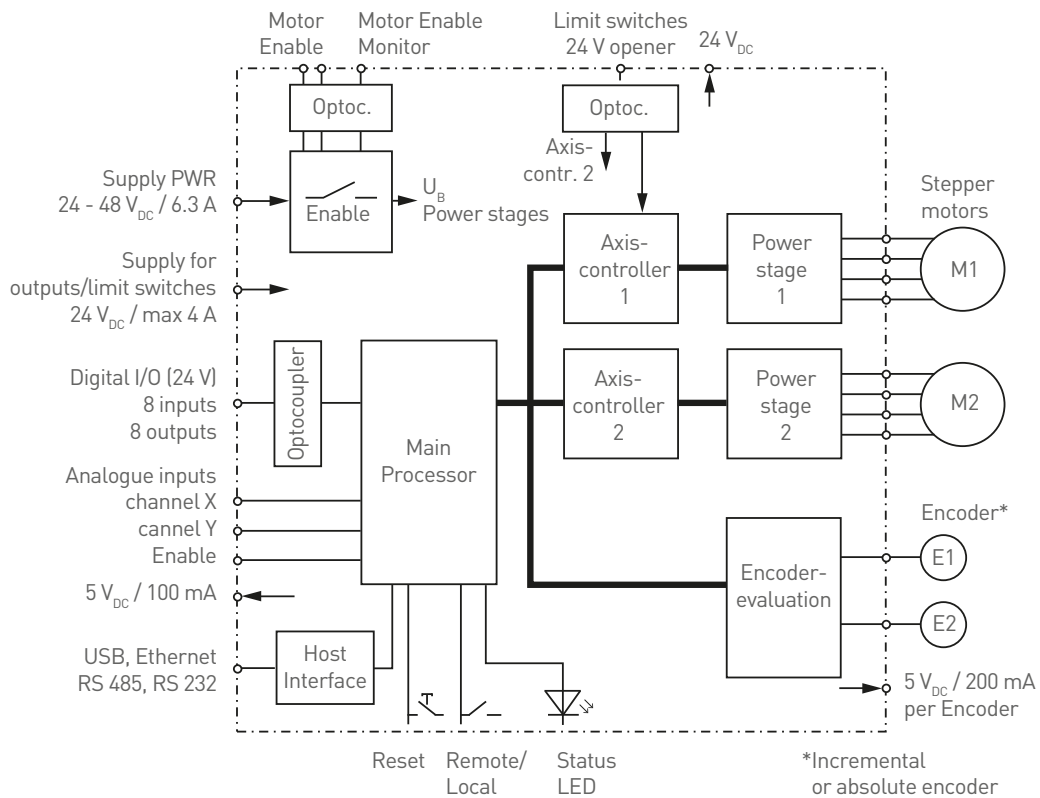 Motor
Enable
Motor Enable
Monitor
Limit switches
24 V opener
24 V_DC
Optoc.
Optoc.
Axis-
contr. 2
Supply PWR
24 - 48 V_DC / 6.3 A
Enable
U_B
Power stages
Stepper
motors
Axis-
controller
1
Power
stage
1
M1
Supply for
outputs/limit switches
24 V_DC / max 4 A
Digital I/O (24 V)
8 inputs
8 outputs
Optocoupler
Main
Processor
Axis-
controller
2
Power
stage
2
M2
Analogue inputs
channel X
cannel Y
Enable
5 V_DC / 100 mA
Encoder*
E1
Encoder-
evaluation
E2
USB, Ethernet
RS 485, RS 232
Host
Interface
5 V_DC / 200 mA
per Encoder
Reset
Remote/
Local
Status
LED
*Incremental
or absolute encoder